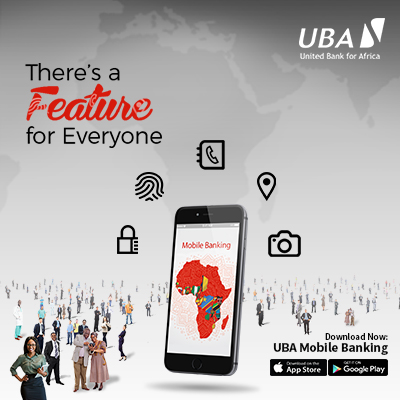 UBA
United Bank for Africa
There's a
Feature
for Everyone
Mobile Banking
Download Now:
UBA Mobile Banking
Download on the
App Store
GET IT ON
Google Play